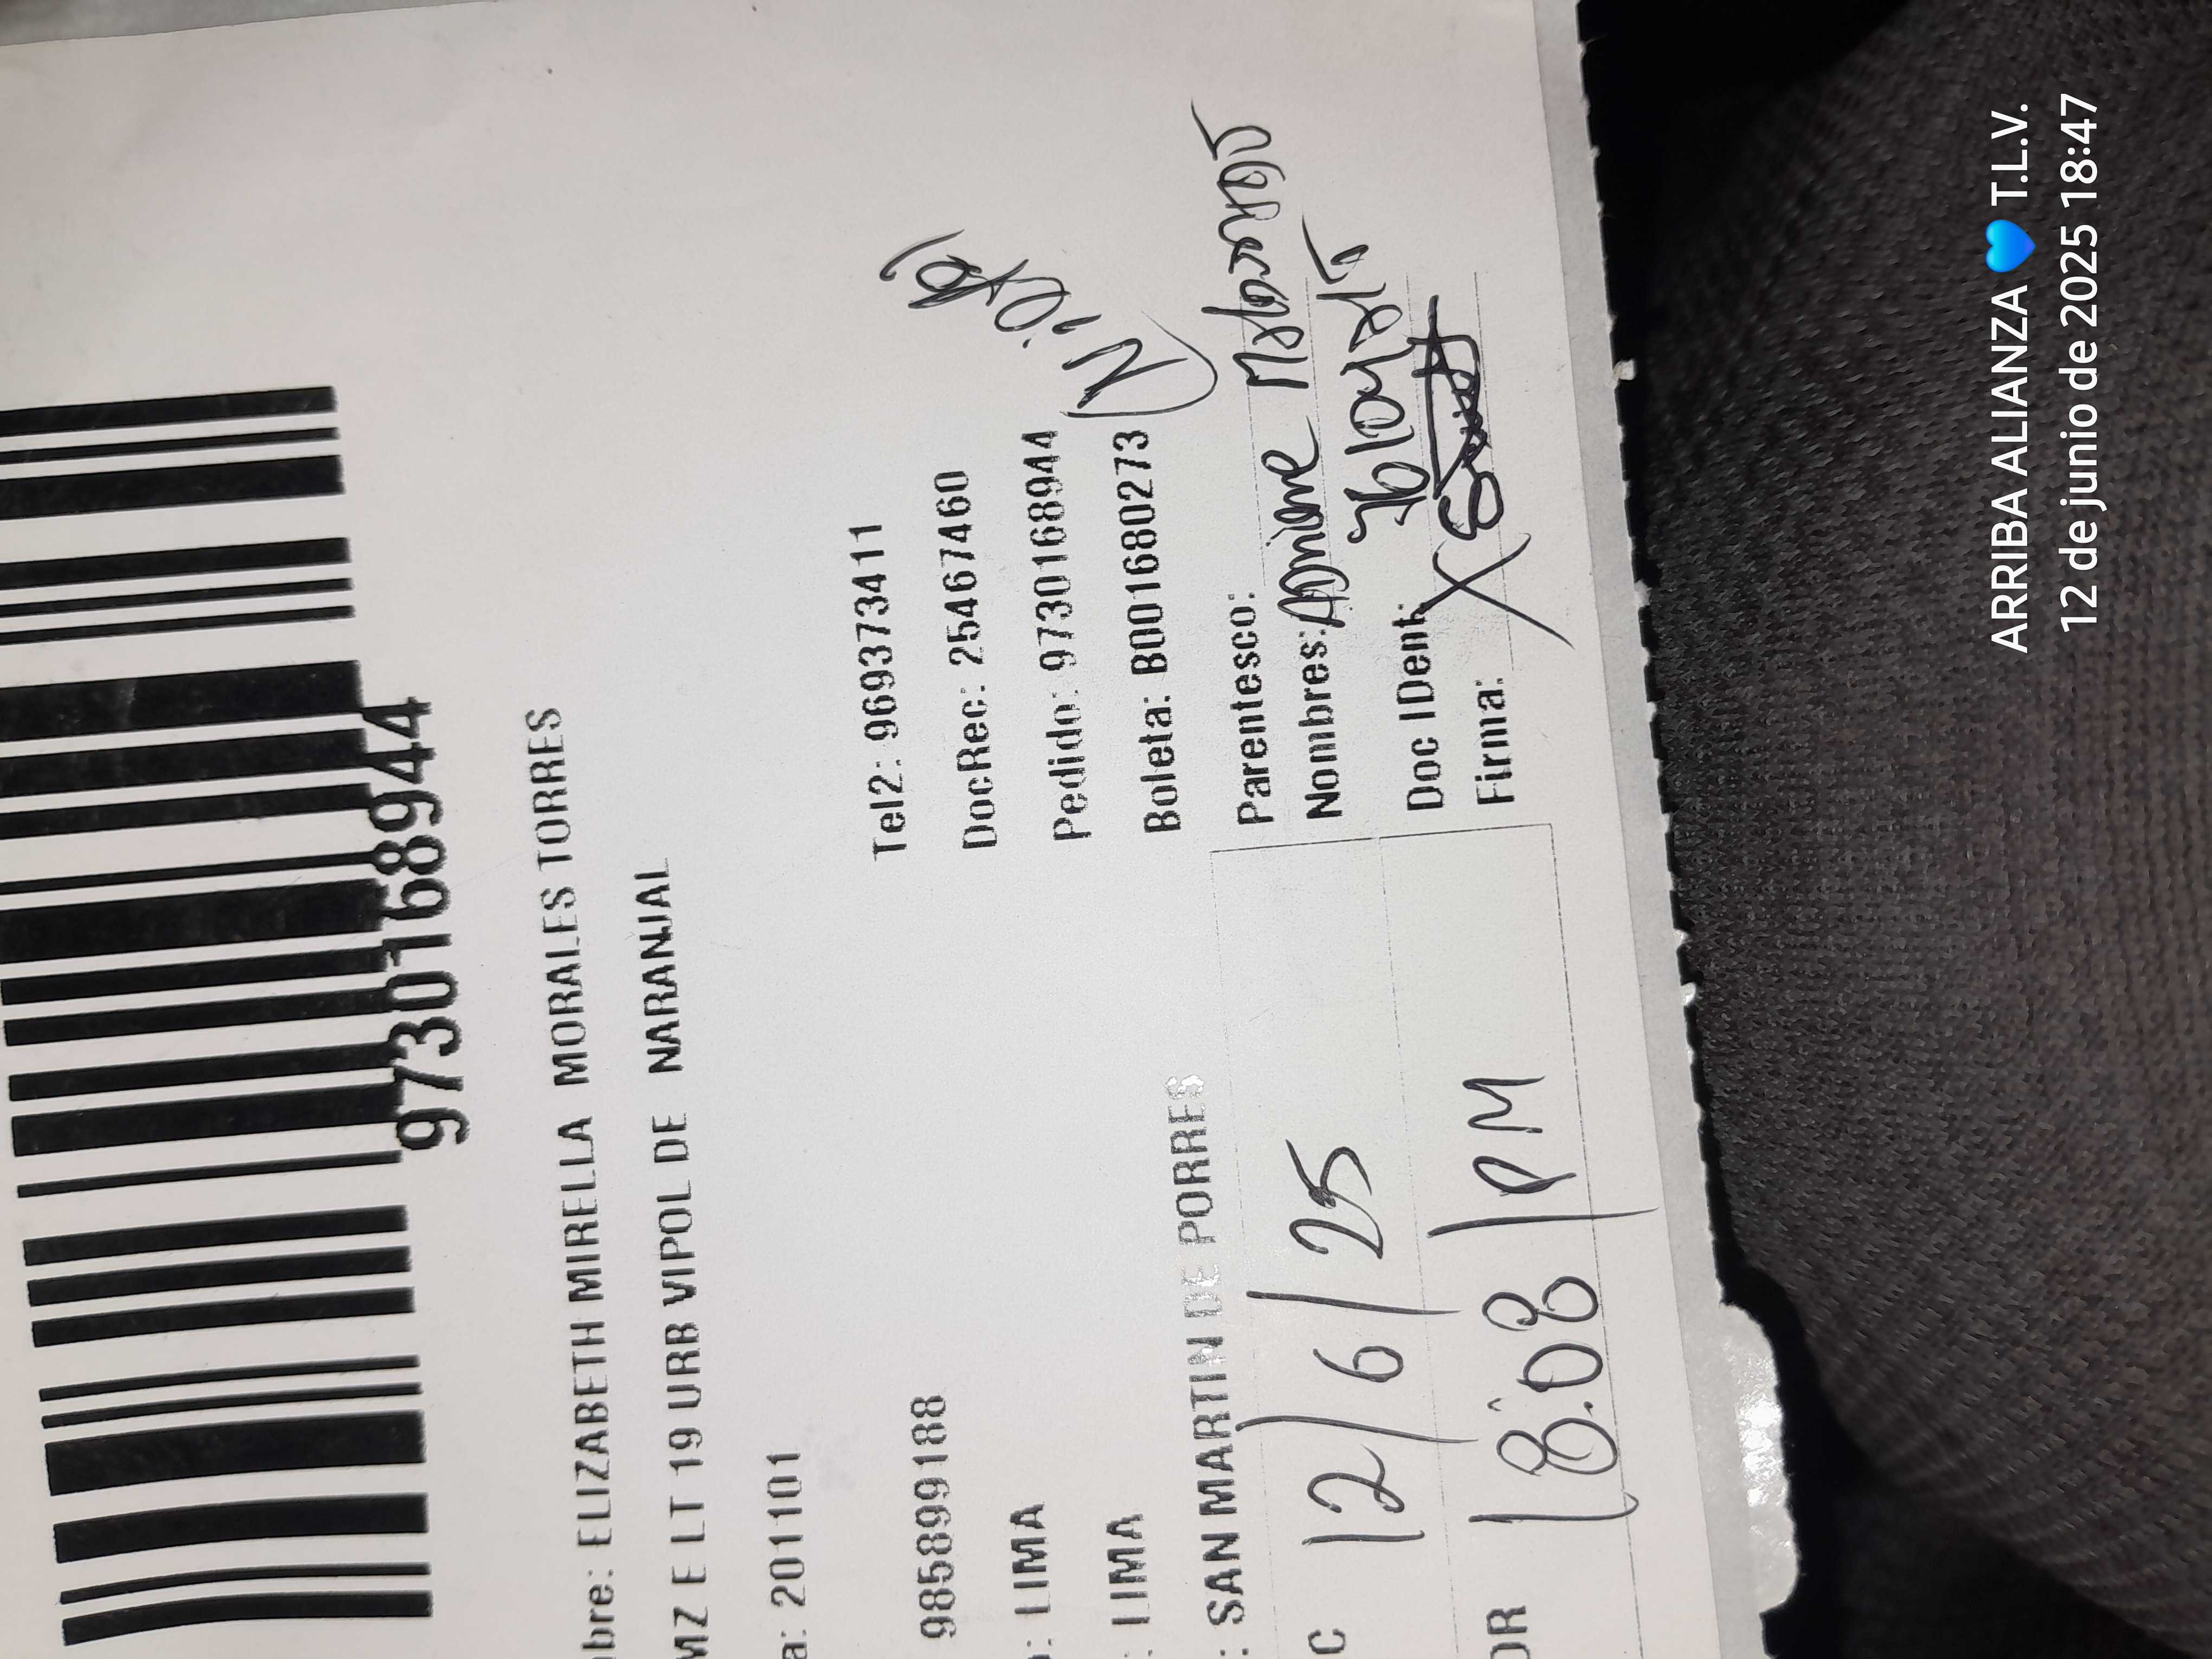 9730168944
bre: ELIZABETH MIRELLA MORALES TORRES
MZ E LT 19 URB VIPOL DE NARANJAL
a: 201101
985899188
Tel2: 969373411
: LIMA
DocRec: 25467460
: LIMA
Pedido: 9730168944
: SAN MARTIN DE PORRES
Boleta: B001680273
C 12/6/25
Parentesco:
Nombres:
OR 18:08 PM
Doc IDent:
Firma: X
ARRIBA ALIANZA 💙 T.L.V.
12 de junio de 2025 18:47